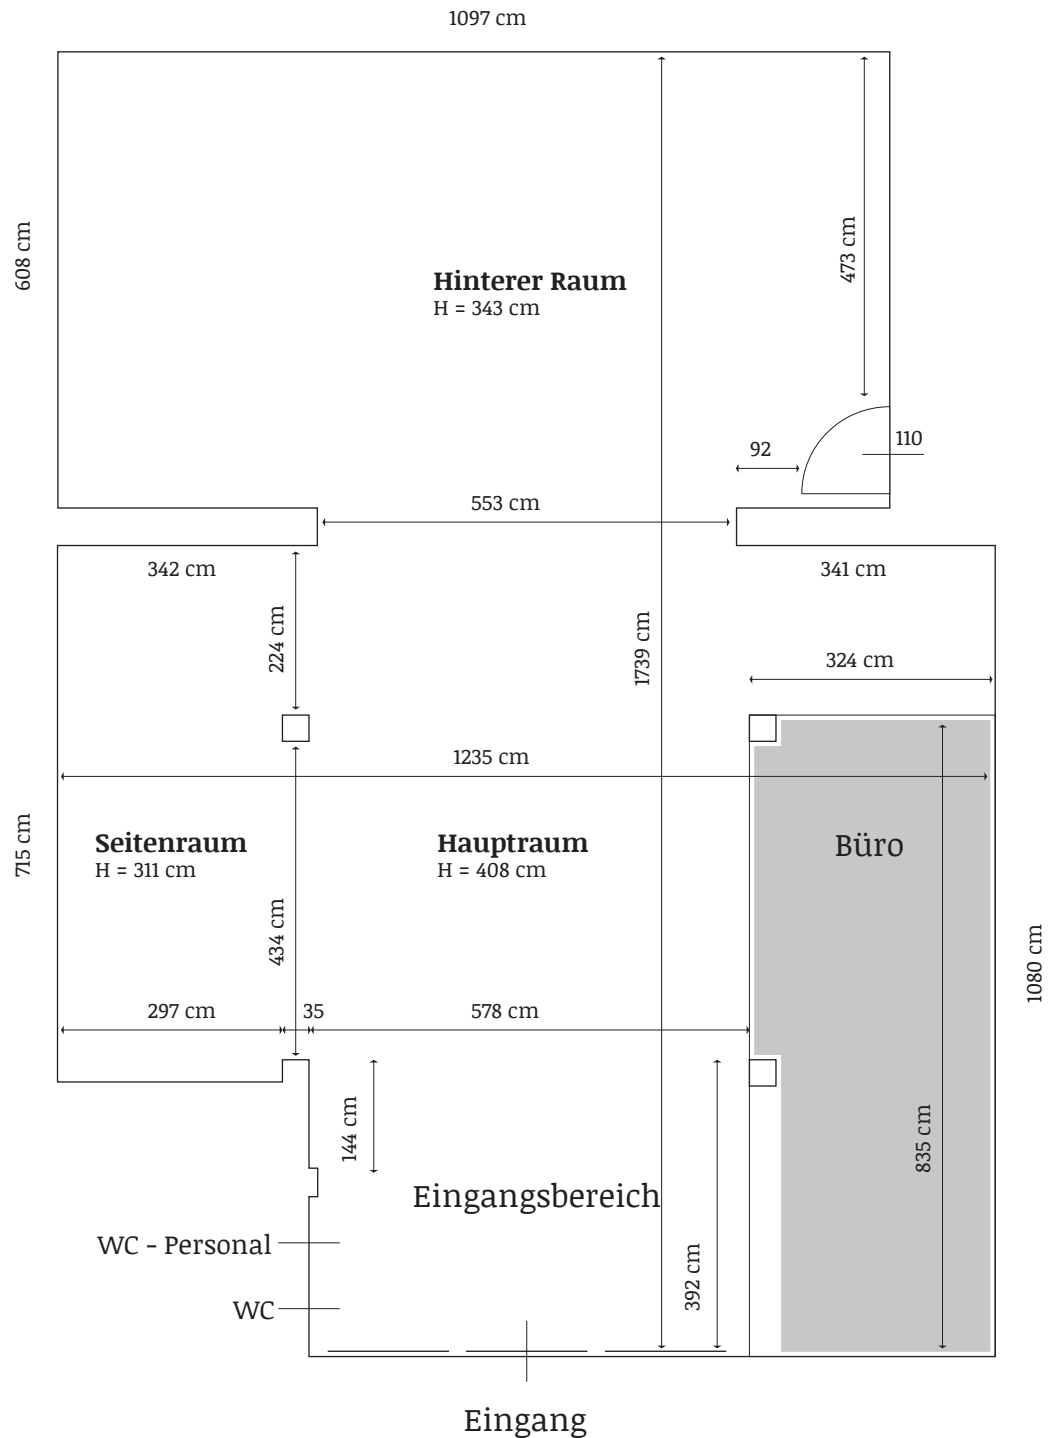 1097 cm
608 cm
473 cm
Hinterer Raum
H = 343 cm
110
92
553 cm
342 cm
341 cm
224 cm
1739 cm
324 cm
1235 cm
715 cm
Seitenraum
H = 311 cm
Hauptraum
H = 408 cm
Büro
434 cm
1080 cm
297 cm
35
578 cm
144 cm
835 cm
Eingangsbereich
WC - Personal
392 cm
WC
Eingang